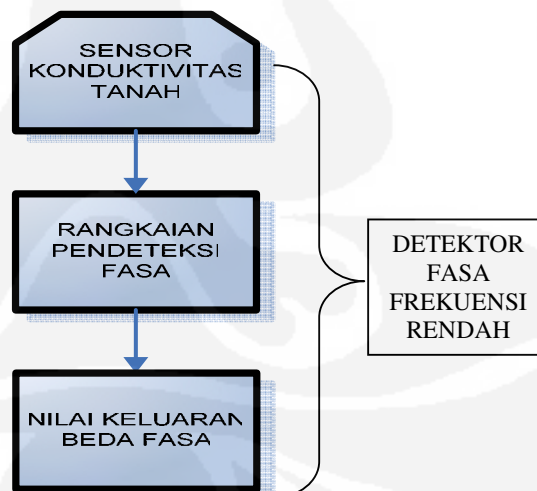 SENSOR
KONDUKTIVITAS
TANAH
RANGKAIAN
PENDETEKSI
FASA
DETEKTOR
FASA
FREKUENSI
RENDAH
NILAI KELUARAN
BEDA FASA